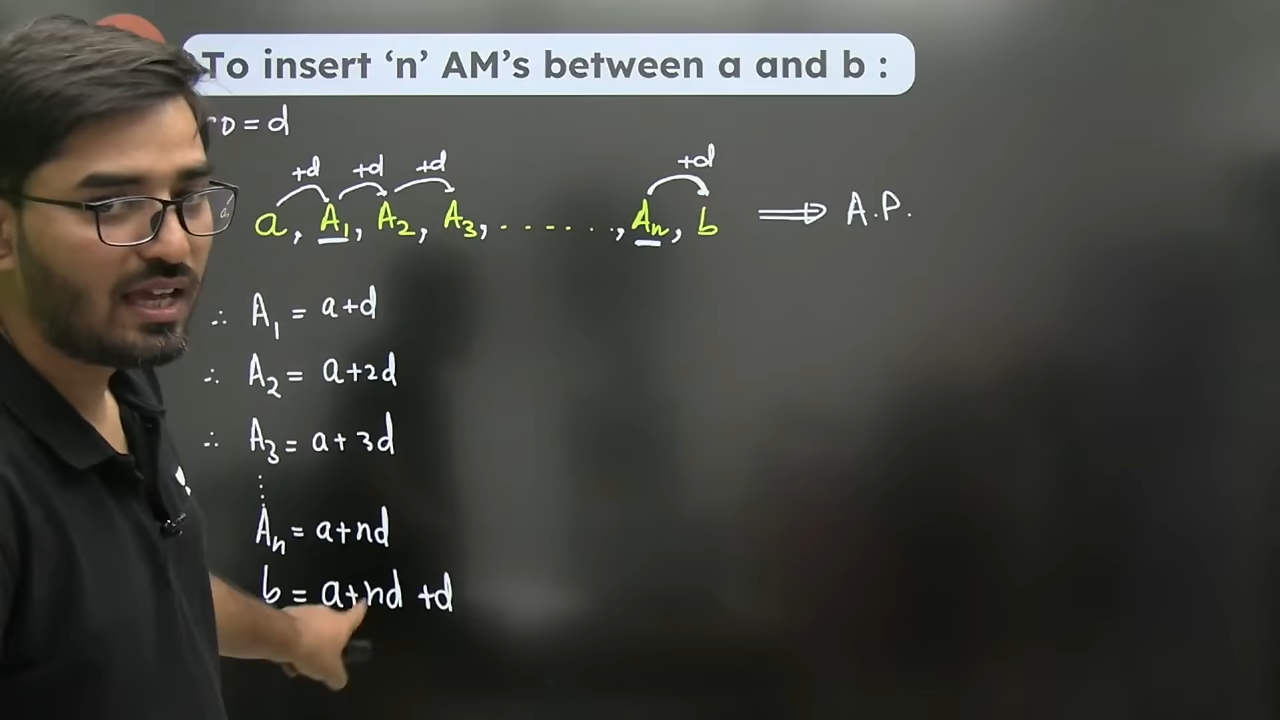 To insert ‘n’ AM’s between a and b :
= d
+d +d +d +d
a, A₁, A₂, A₃, . . . . . . ., Aₙ, b ⟹ A.P.
∴ A₁ = a+d
∴ A₂ = a+2d
∴ A₃ = a+3d
⋮
Aₙ = a+nd
b = a+nd +d